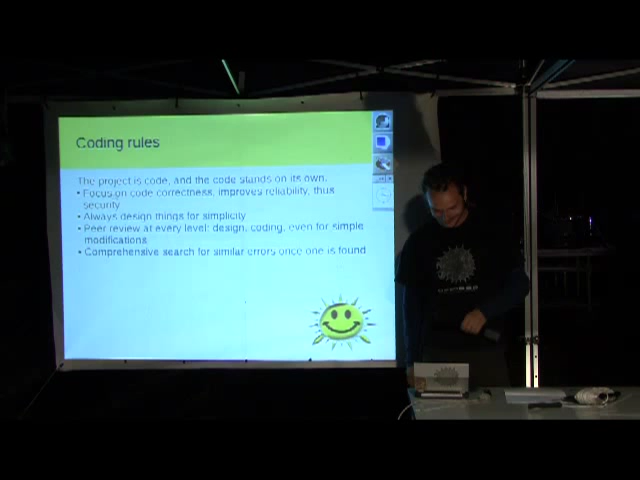 Coding rules
The project is code, and the code stands on its own.
• Focus on code correctness, improves reliability, thus
security
• Always design things for simplicity
• Peer review at every level: design, coding, even for simple
modifications
• Comprehensive search for similar errors once one is found